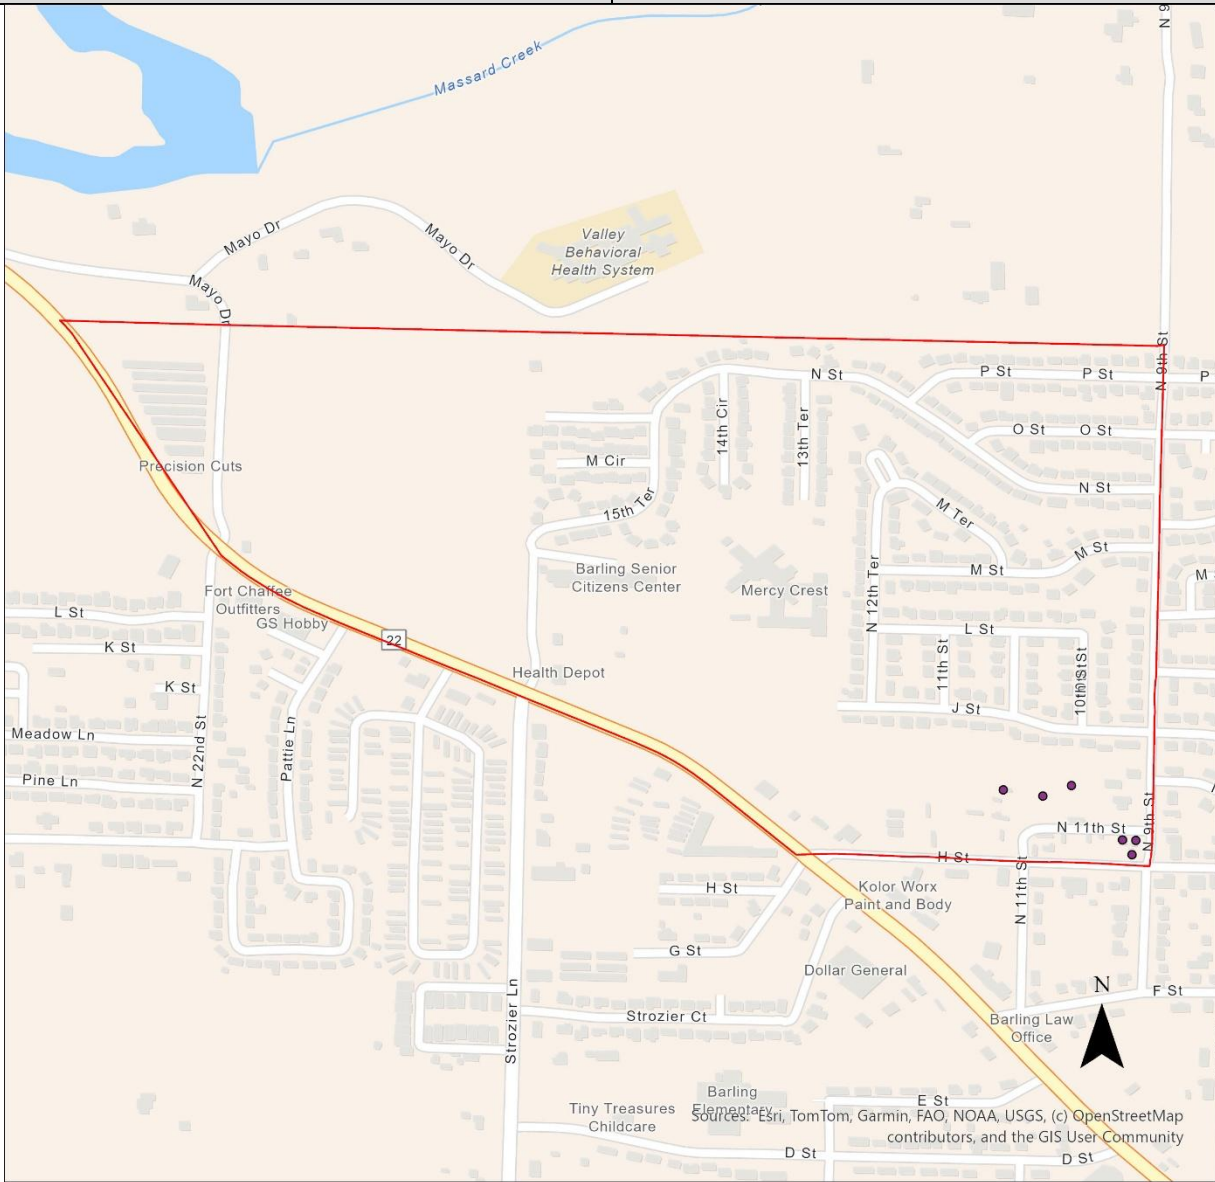 N 9
Massard Creek
Mayo Dr
Mayo Dr
Valley
Behavioral
Health System
Mayo Dr
N 9th St
P St
P St
P
N St
14th Cir
13th Ter
O St
O St
M Cir
Precision Cuts
N St
15th Ter
M Ter
M St
Barling Senior
Citizens Center
Mercy Crest
M St
M
N 12th Ter
Fort Chaffee
Outfitters
GS Hobby
L St
L St
22
K St
11th St
10th St
Health Depot
K St
J St
Meadow Ln
N 22nd St
Pattie Ln
Pine Ln
N 9th St
N 11th St
H St
H St
N 11th St
Kolor Worx
Paint and Body
G St
Dollar General
N
F St
Strozier Ln
Strozier Ct
Barling Law
Office
Barling
Elementary
E St
Tiny Treasures
Childcare
Sources: Esri, TomTom, Garmin, FAO, NOAA, USGS, (c) OpenStreetMap
contributors, and the GIS User Community
D St
D St